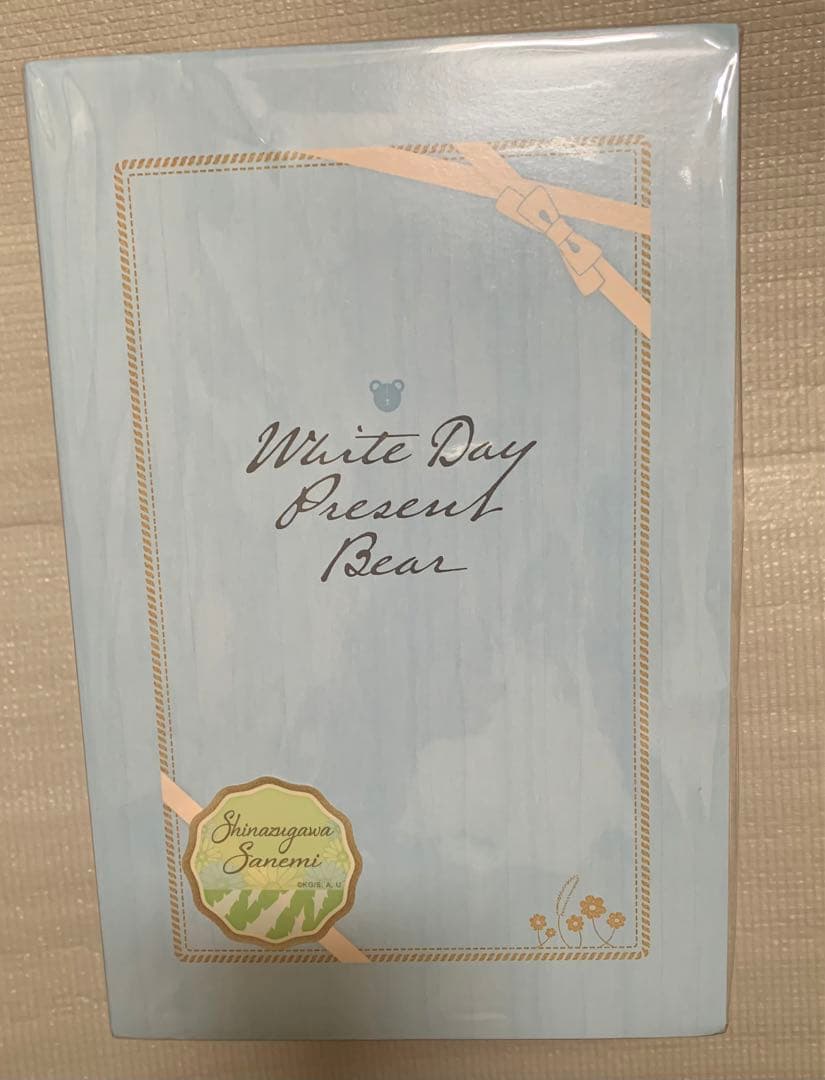 White Day
Present
Bear
Shinazugawa
Sanemi
©KG/S, A, U